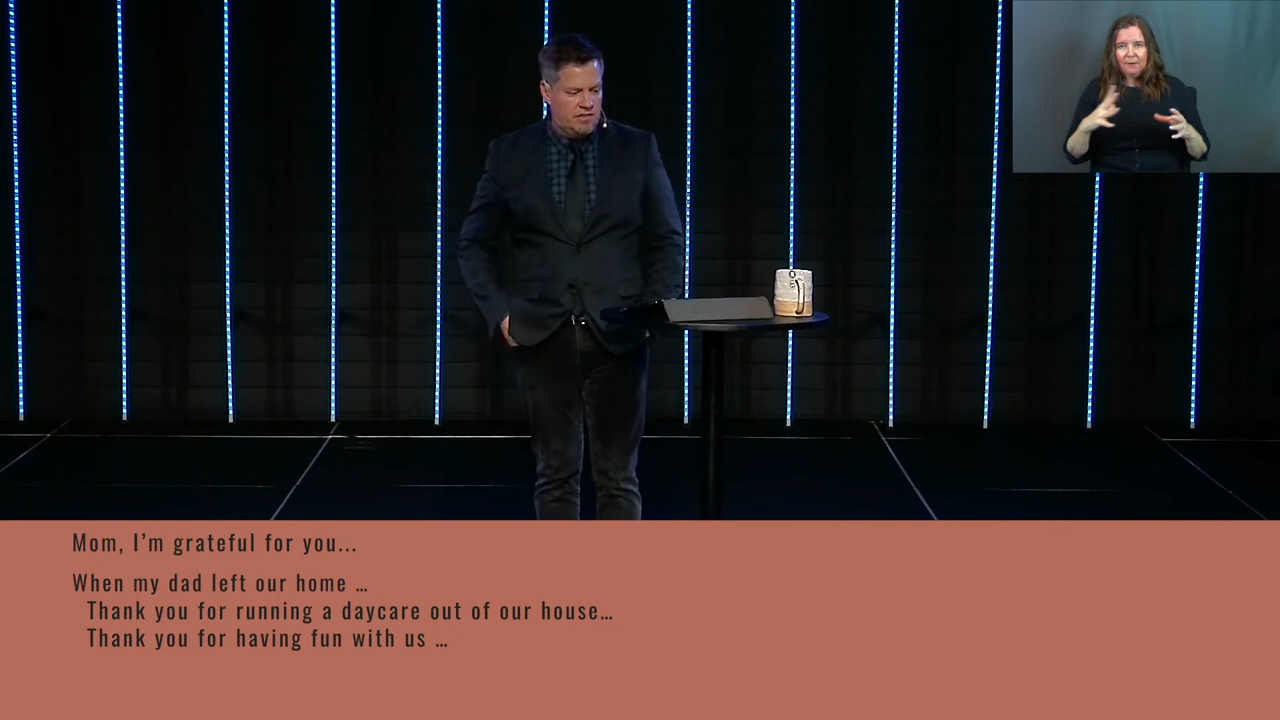 Mom, I'm grateful for you...
When my dad left our home ...
Thank you for running a daycare out of our house...
Thank you for having fun with us ...